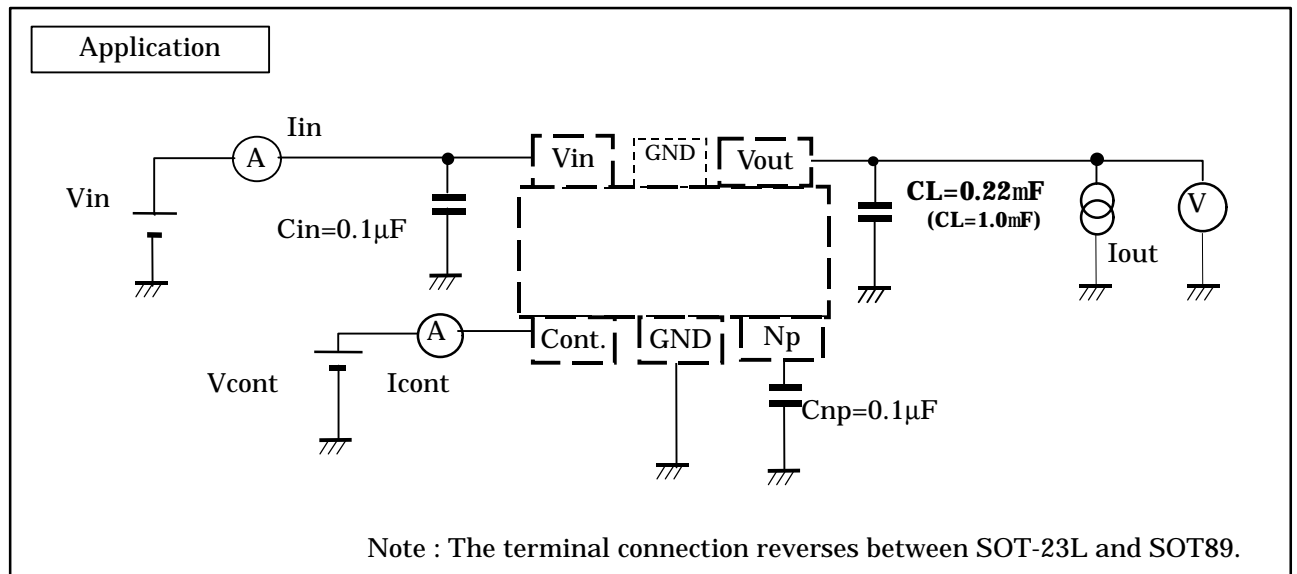 Application
Iin
A
Vin
GND
Vout
Vin
Cin=0.1μF
CL=0.22mF
(CL=1.0mF)
V
Iout
A
Cont.
GND
Np
Vcont
Icont
Cnp=0.1μF
Note : The terminal connection reverses between SOT-23L and SOT89.